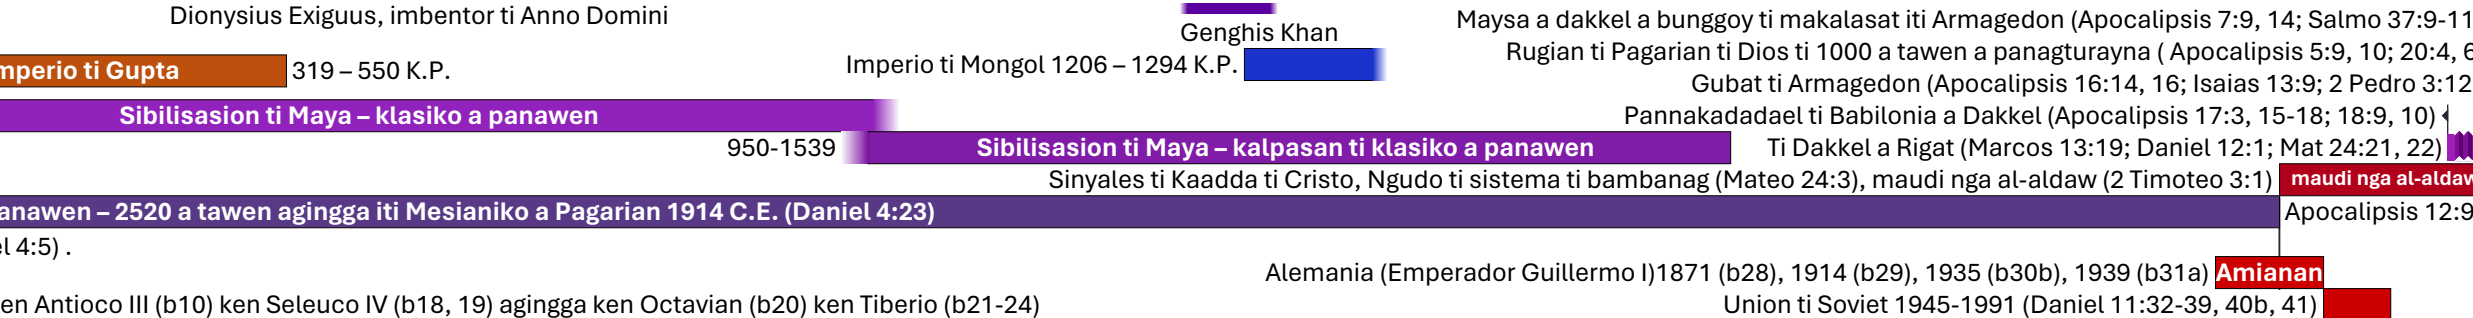 Dionysius Exiguus, imbentor ti Anno Domini
Genghis Khan
Maysa a dakkel a bunggoy ti makalasat iti Armagedon (Apocalipsis 7:9, 14; Salmo 37:9-11
Rugian ti Pagarian ti Dios ti 1000 a tawen a panagturayna ( Apocalipsis 5:9, 10; 20:4, 6
mperio ti Gupta 319 – 550 K.P.
Imperio ti Mongol 1206 – 1294 K.P.
Gubat ti Armagedon (Apocalipsis 16:14, 16; Isaias 13:9; 2 Pedro 3:12
Sibilisasion ti Maya – klasiko a panawen
Pannakadadael ti Babilonia a Dakkel (Apocalipsis 17:3, 15-18; 18:9, 10)
950-1539 Sibilisasion ti Maya – kalpasan ti klasiko a panawen
Ti Dakkel a Rigat (Marcos 13:19; Daniel 12:1; Mat 24:21, 22)
Sinyales ti Kaadda ti Cristo, Ngudo ti sistema ti bambanag (Mateo 24:3), maudi nga al-aldaw (2 Timoteo 3:1) maudi nga al-aldaw
anawen – 2520 a tawen agingga iti Mesianiko a Pagarian 1914 C.E. (Daniel 4:23)
Apocalipsis 12:9
el 4:5) .
Alemania (Emperador Guillermo I)1871 (b28), 1914 (b29), 1935 (b30b), 1939 (b31a) Amianan
en Antioco III (b10) ken Seleuco IV (b18, 19) agingga ken Octavian (b20) ken Tiberio (b21-24)
Union ti Soviet 1945-1991 (Daniel 11:32-39, 40b, 41)